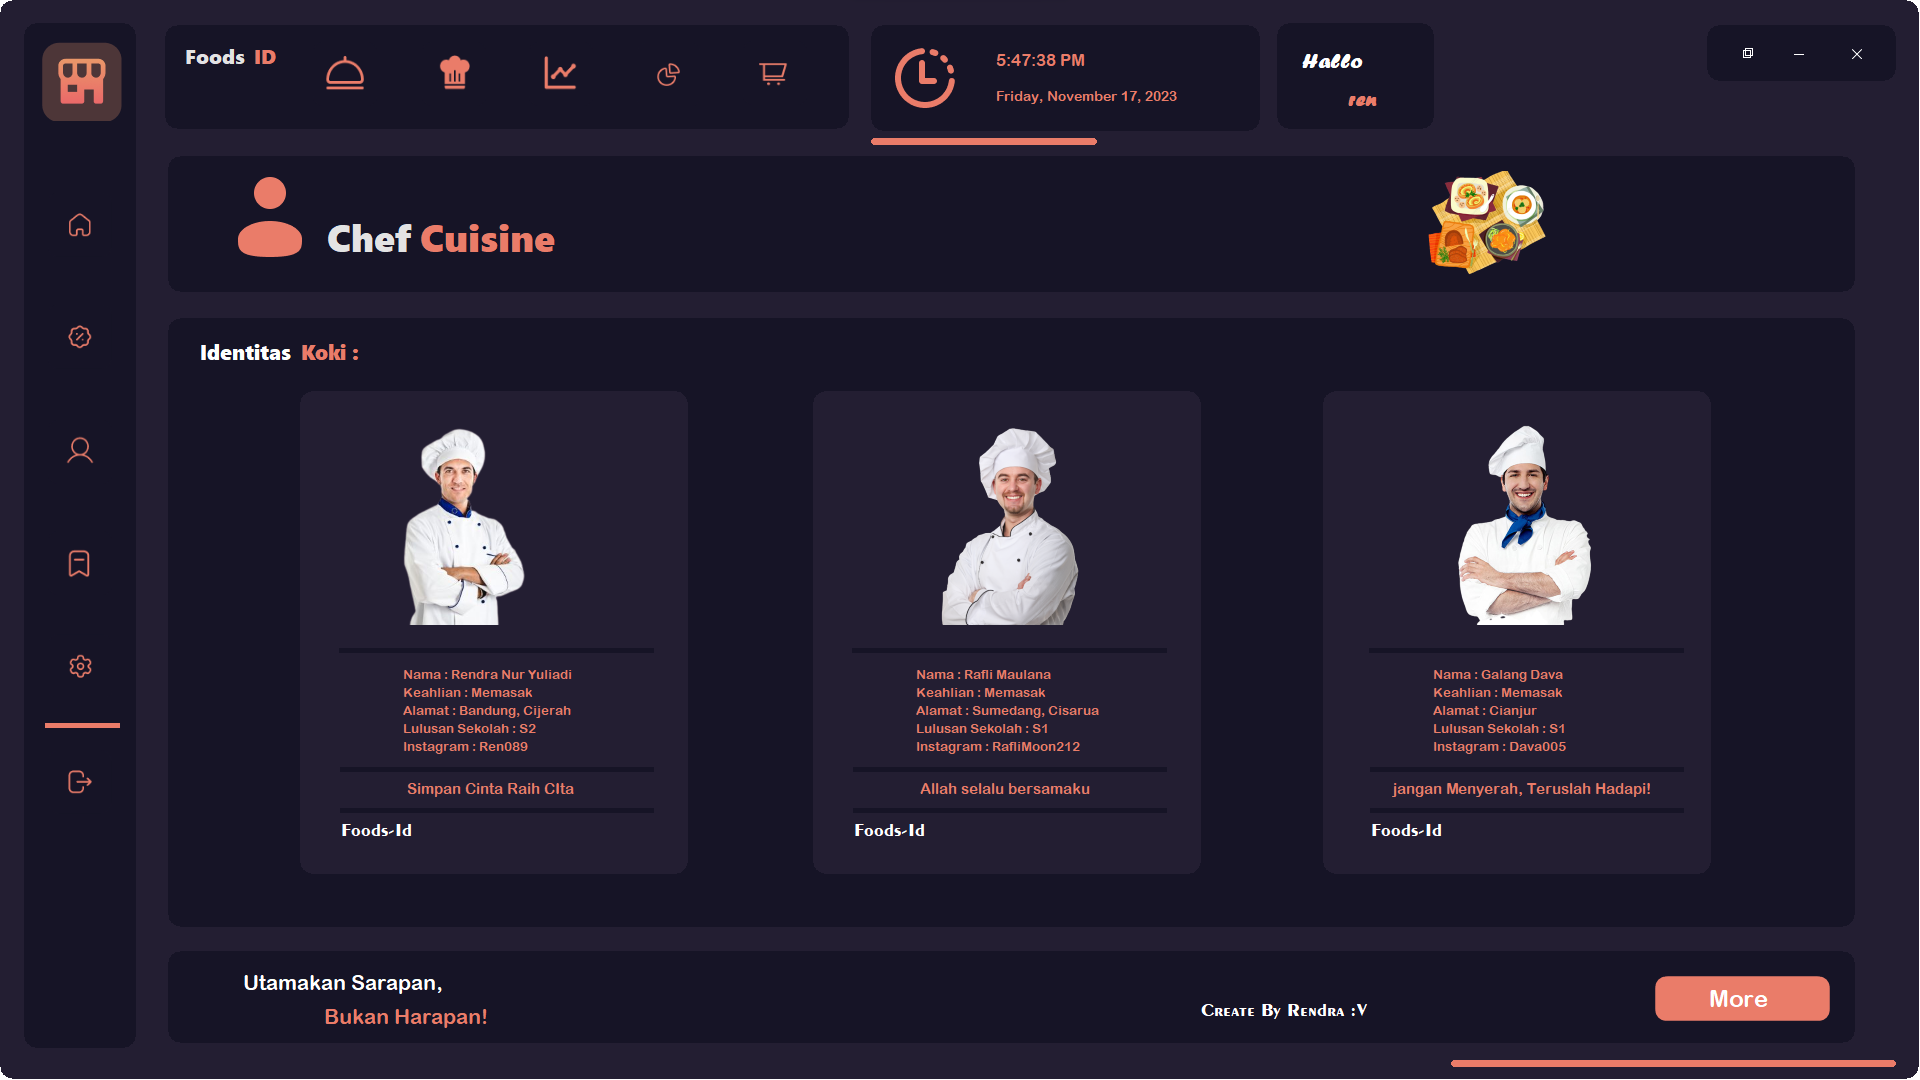 Foods ID
5:47:38 PM
Friday, November 17, 2023
Hallo
ren
Chef Cuisine
Identitas Koki :
Nama : Rendra Nur Yuliadi
Keahlian : Memasak
Alamat : Bandung, Cijerah
Lulusan Sekolah : S2
Instagram : Ren089
Simpan Cinta Raih CIta
Foods-Id
Nama : Rafli Maulana
Keahlian : Memasak
Alamat : Sumedang, Cisarua
Lulusan Sekolah : S1
Instagram : RafliMoon212
Allah selalu bersamaku
Foods-Id
Nama : Galang Dava
Keahlian : Memasak
Alamat : Cianjur
Lulusan Sekolah : S1
Instagram : Dava005
jangan Menyerah, Teruslah Hadapi!
Foods-Id
Utamakan Sarapan,
Bukan Harapan!
Create By Rendra :V
More